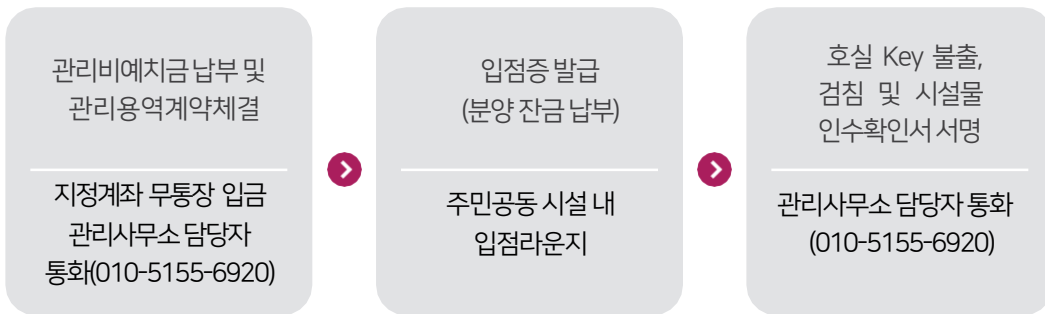 관리비예치금 납부 및
관리용역계약체결
지정계좌 무통장 입금
관리사무소 담당자
통화(010-5155-6920)
입점증 발급
(분양 잔금 납부)
주민공동 시설 내
입점라운지
호실 Key 불출,
검침 및 시설물
인수확인서 서명
관리사무소 담당자 통화
(010-5155-6920)